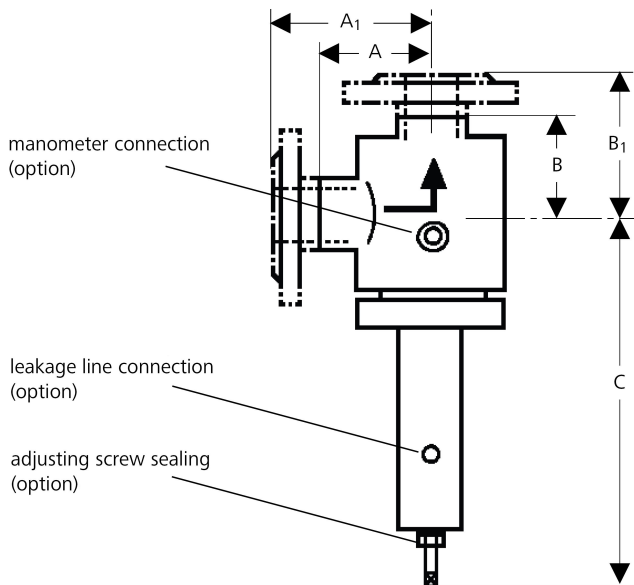 A1
A
manometer connection
(option)
B
B1
leakage line connection
(option)
C
adjusting screw sealing
(option)